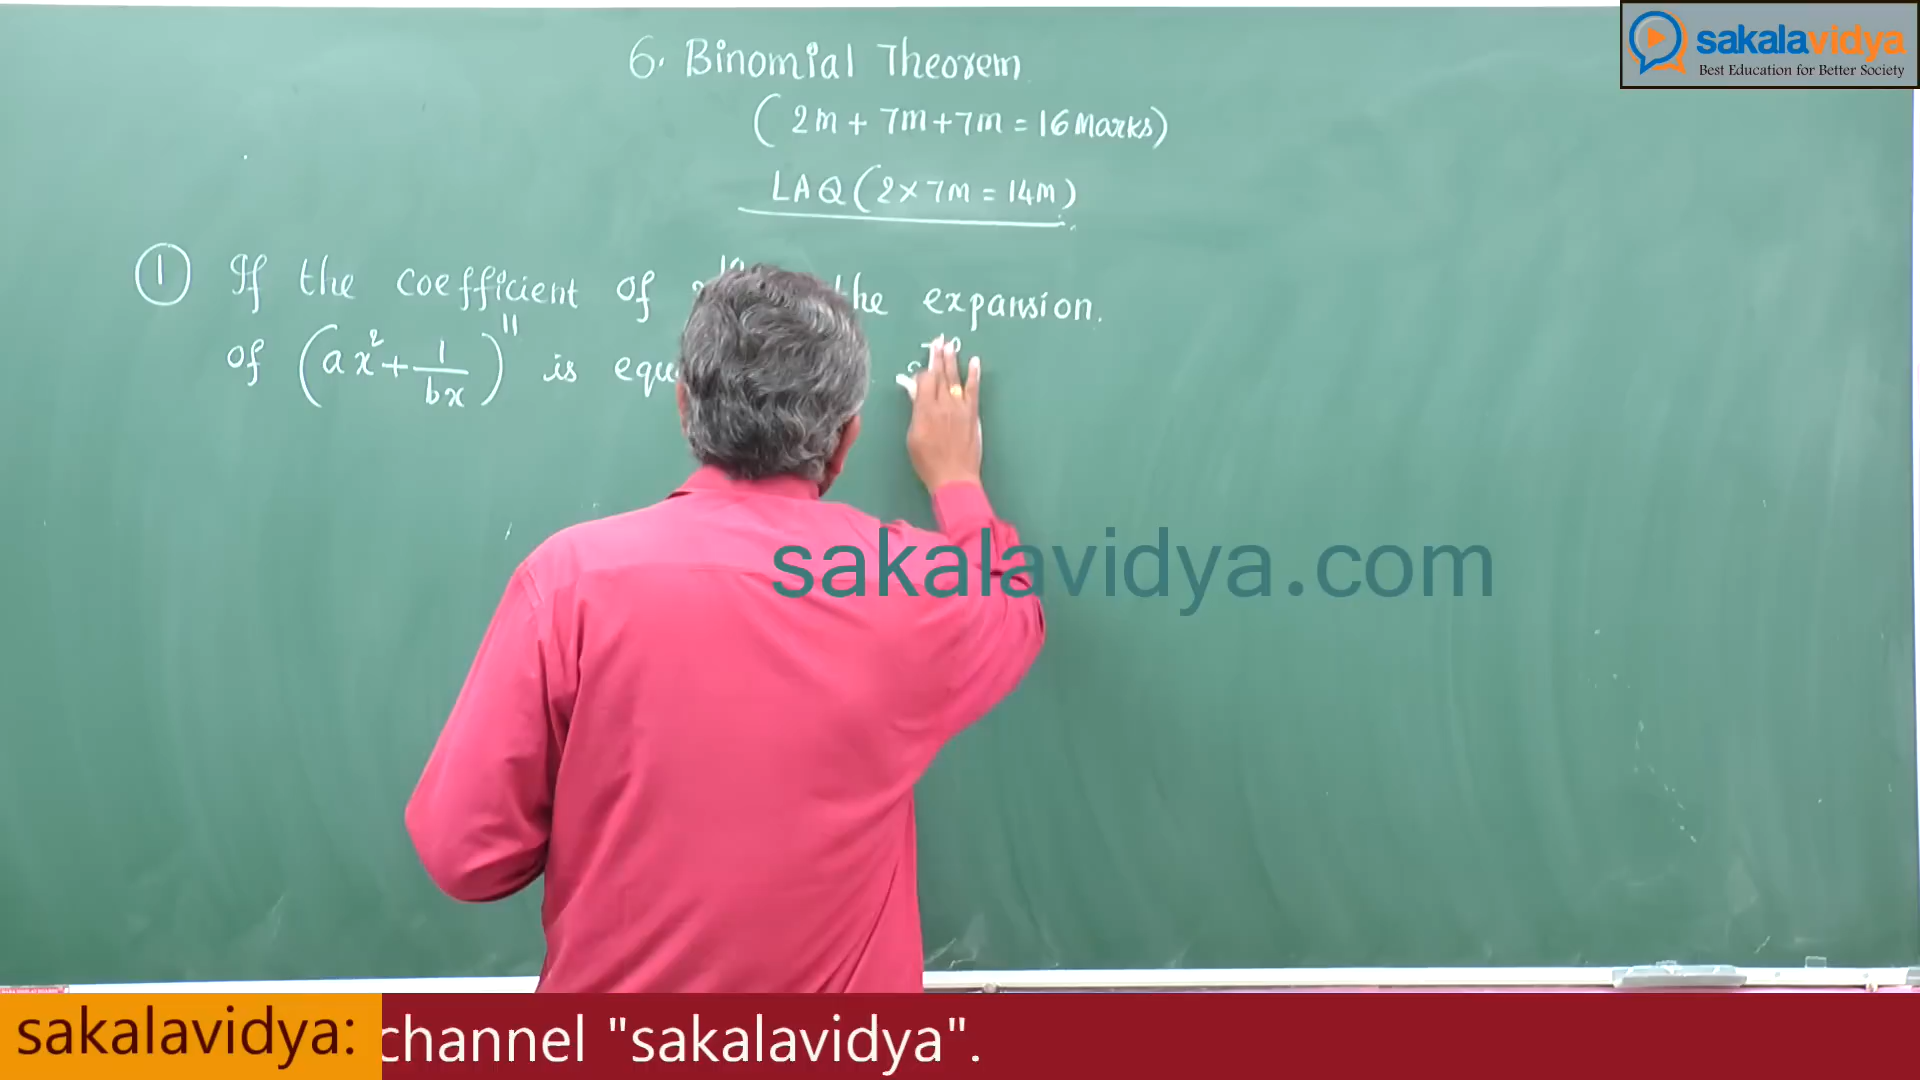 sakalavidya
Best Education for Better Society
6. Binomial Theorem
(2m + 7m + 7m = 16 Marks)
LAQ (2 × 7m = 14m)
① If the coefficient of the expansion.
of (ax² + 1/bx)¹¹ is
sakalavidya.com
sakalavidya: channel "sakalavidya".